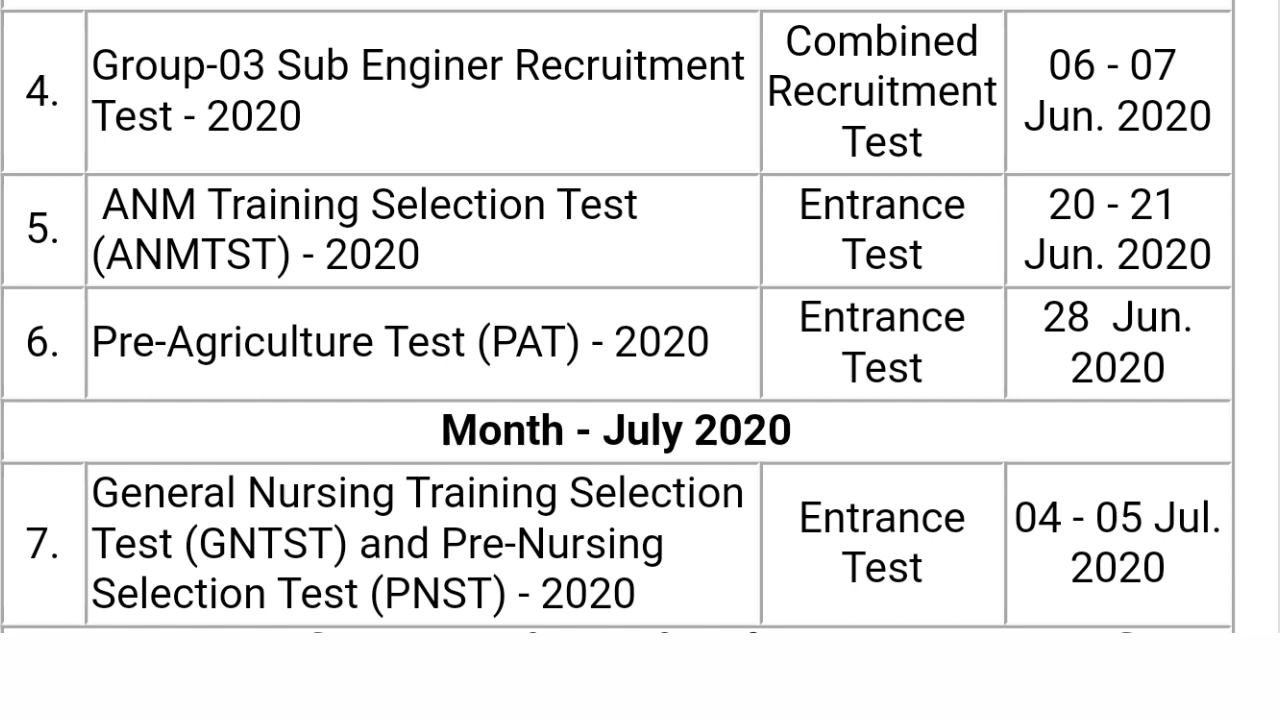 4.
Group-03 Sub Enginer Recruitment
Test - 2020
Combined
Recruitment
Test
06 - 07
Jun. 2020
5.
ANM Training Selection Test
(ANMTST) - 2020
Entrance
Test
20 - 21
Jun. 2020
6.
Pre-Agriculture Test (PAT) - 2020
Entrance
Test
28 Jun.
2020
Month - July 2020
7.
General Nursing Training Selection
Test (GNTST) and Pre-Nursing
Selection Test (PNST) - 2020
Entrance
Test
04 - 05 Jul.
2020